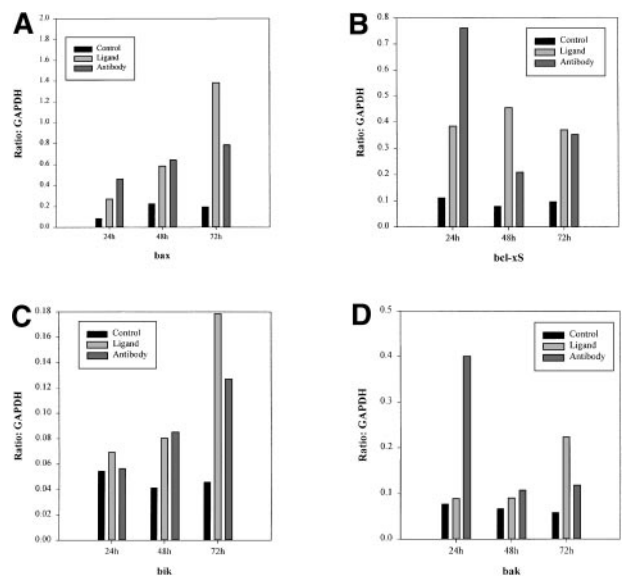 A
Ratio: GAPDH
2.0
1.8
1.6
1.4
1.2
1.0
0.8
0.6
0.4
0.2
0.0
Control
Ligand
Antibody
24h 48h 72h
bax
B
Ratio: GAPDH
0.8
0.7
0.6
0.5
0.4
0.3
0.2
0.1
0.0
Control
Ligand
Antibody
24h 48h 72h
bcl-xS
C
Ratio: GAPDH
0.18
0.16
0.14
0.12
0.10
0.08
0.06
0.04
0.02
0.00
Control
Ligand
Antibody
24h 48h 72h
bik
D
Ratio: GAPDH
0.5
0.4
0.3
0.2
0.1
0.0
Control
Ligand
Antibody
24h 48h 72h
bak